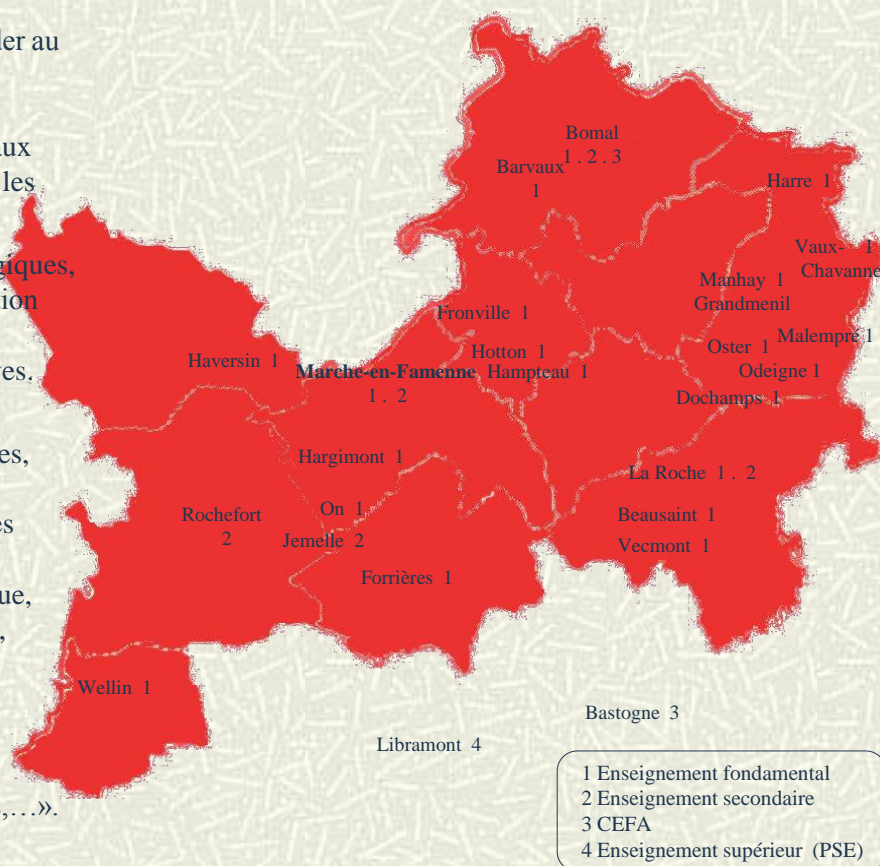 ler au
aux
les
giques,
tion
ves.
es,
es
ue,
,
,…».
Bomal
1 . 2 . 3
Barvaux
1
Harre 1
Vaux- 1
Chavanne
Manhay 1
Grandmenil
Fronville 1
Malempré 1
Oster 1
Hotton 1
Haversin 1
Marche-en-Famenne
1 . 2
Hampteau 1
Odeigne 1
Dochamps 1
Hargimont 1
La Roche 1 . 2
On 1
Rochefort
2
Beausaint 1
Jemelle 2
Vecmont 1
Forrières 1
Wellin 1
Bastogne 3
Libramont 4
1 Enseignement fondamental
2 Enseignement secondaire
3 CEFA
4 Enseignement supérieur (PSE)